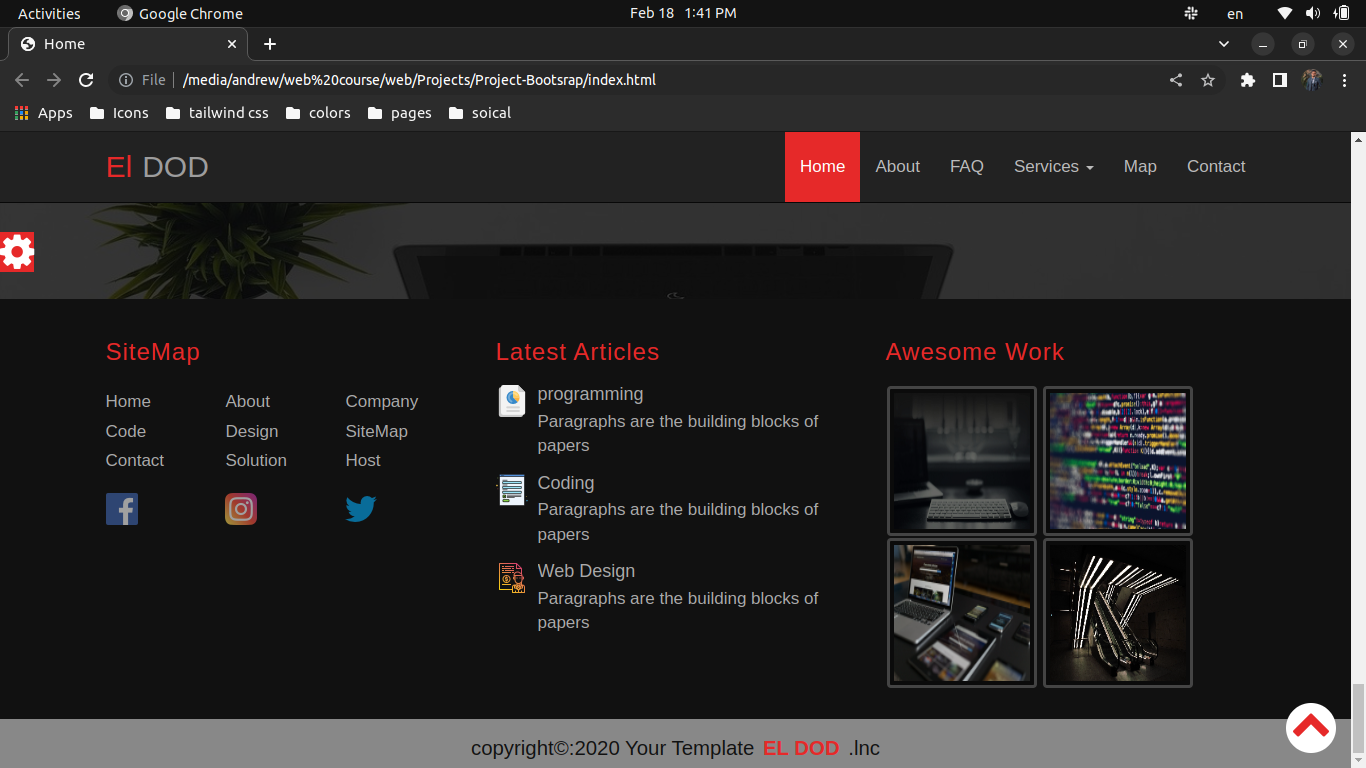 Activities Google Chrome Feb 18 1:41 PM en
Home
File /media/andrew/web%20course/web/Projects/Project-Bootsrap/index.html
Apps Icons tailwind css colors pages soical
El DOD Home About FAQ Services Map Contact
SiteMap
Home About Company
Code Design SiteMap
Contact Solution Host
Latest Articles
programming
Paragraphs are the building blocks of
papers
Coding
Paragraphs are the building blocks of
papers
Web Design
Paragraphs are the building blocks of
papers
Awesome Work
copyright©:2020 Your Template EL DOD .lnc